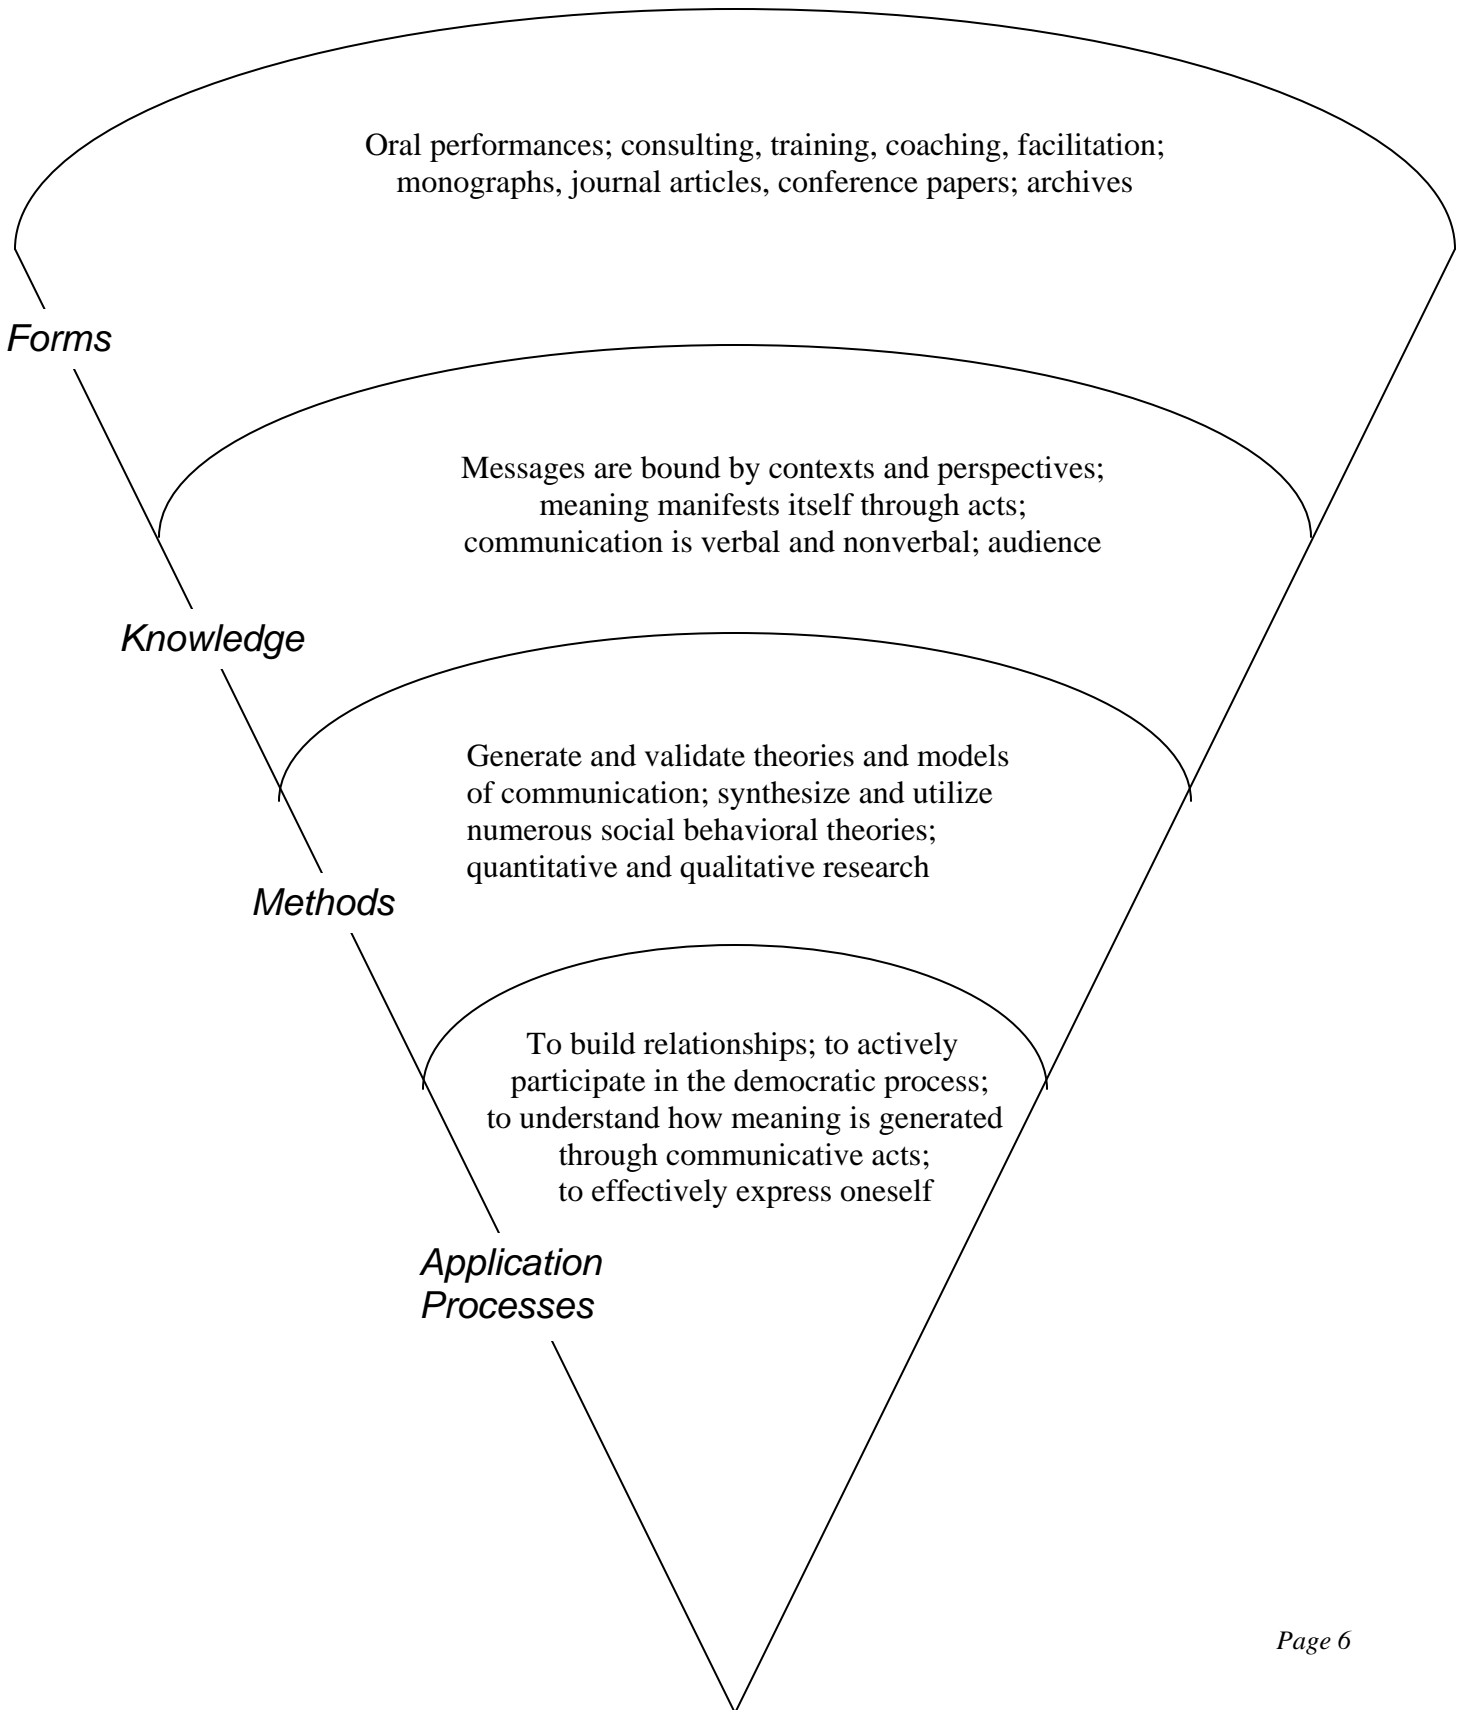 Oral performances; consulting, training, coaching, facilitation;
monographs, journal articles, conference papers; archives
Forms
Messages are bound by contexts and perspectives;
meaning manifests itself through acts;
communication is verbal and nonverbal; audience
Knowledge
Generate and validate theories and models
of communication; synthesize and utilize
numerous social behavioral theories;
quantitative and qualitative research
Methods
To build relationships; to actively
participate in the democratic process;
to understand how meaning is generated
through communicative acts;
to effectively express oneself
Application
Processes
Page 6